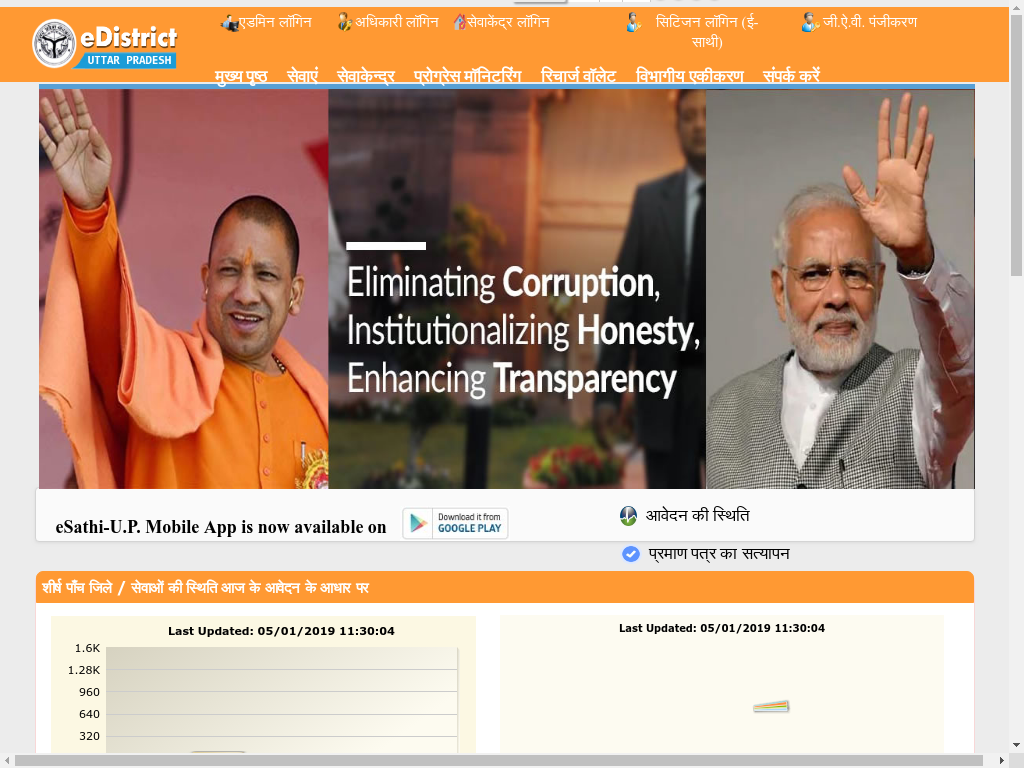 एडमिन लॉगिन
अधिकारी लॉगिन
सेवाकेंद्र लॉगिन
सिटिजन लॉगिन (ई-
साथी)
जी.ऐ.वी. पंजीकरण
eDistrict
UTTAR PRADESH
मुख्य पृष्ठ सेवाएं सेवाकेन्द्र प्रोग्रेस मॉनिटरिंग रिचार्ज वॉलेट विभागीय एकीकरण संपर्क करें
Eliminating Corruption,
Institutionalizing Honesty,
Enhancing Transparency
eSathi-U.P. Mobile App is now available on
Download it from
GOOGLE PLAY
आवेदन की स्थिति
प्रमाण पत्र का सत्यापन
शीर्ष पाँच जिले / सेवाओं की स्थिति आज के आवेदन के आधार पर
Last Updated: 05/01/2019 11:30:04
1.6K
1.28K
960
640
320
Last Updated: 05/01/2019 11:30:04